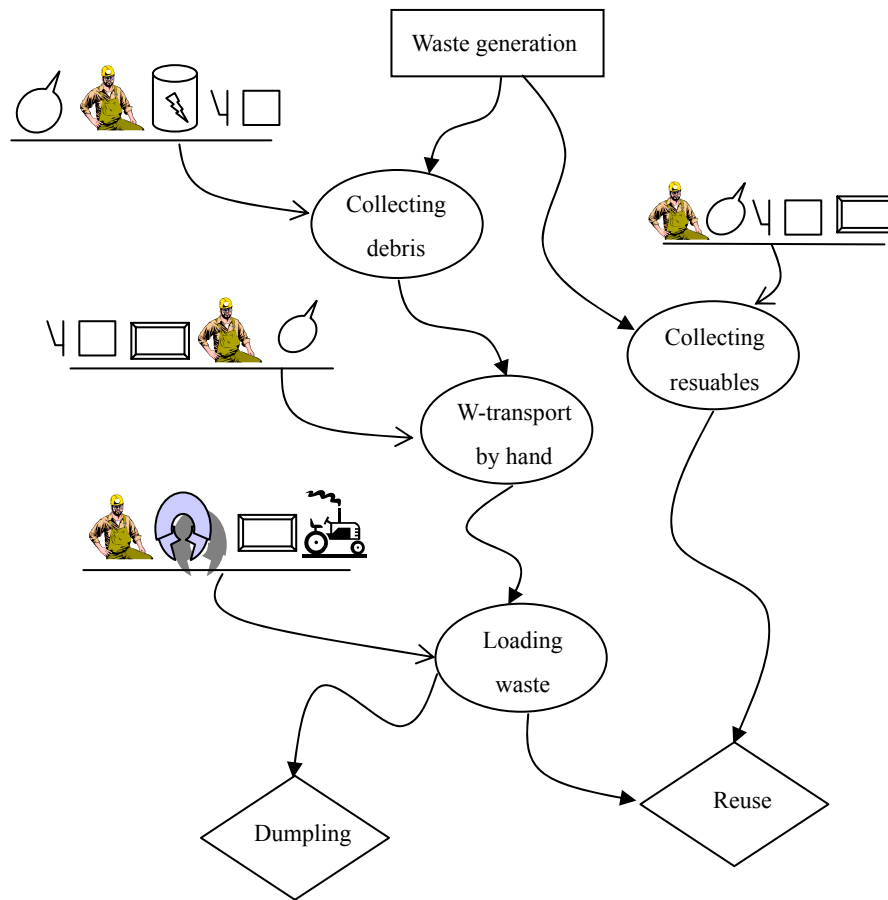 Waste generation
Collecting
debris
Collecting
resuables
W-transport
by hand
Loading
waste
Reuse
Dumpling